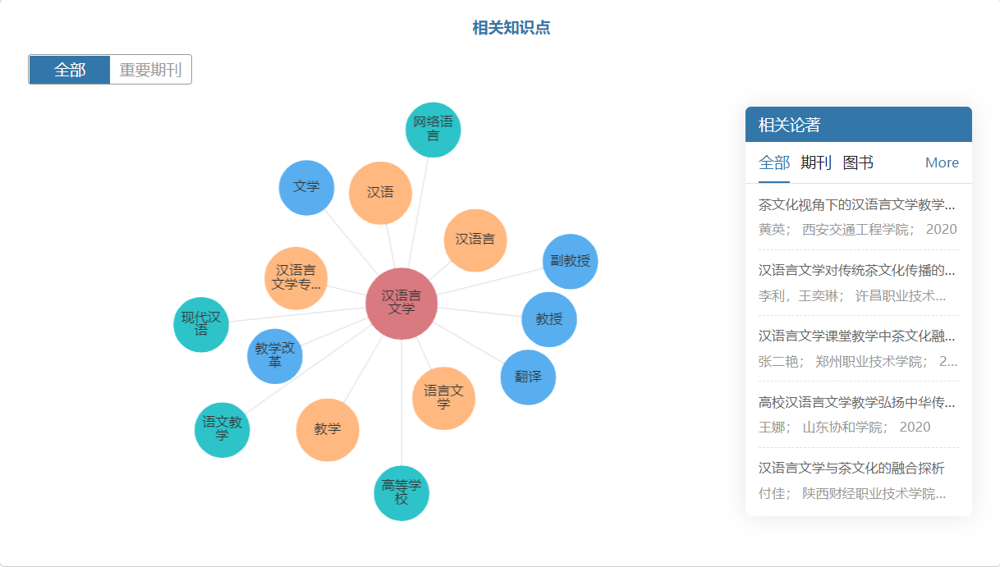 相关知识点
全部 重要期刊
网络语
言
文学
汉语
汉语言
副教授
汉语言
文学专...
汉语言
文学
现代汉
语
教授
教学改
革
翻译
语言文
学
语文教
学
教学
高等学
校
相关论著
全部 期刊 图书 More
茶文化视角下的汉语言文学教学...
黄英； 西安交通工程学院； 2020
汉语言文学对传统茶文化传播的...
李利，王奕琳； 许昌职业技术...
汉语言文学课堂教学中茶文化融...
张二艳； 郑州职业技术学院； 2...
高校汉语言文学教学弘扬中华传...
王娜； 山东协和学院； 2020
汉语言文学与茶文化的融合探析
付佳； 陕西财经职业技术学院...